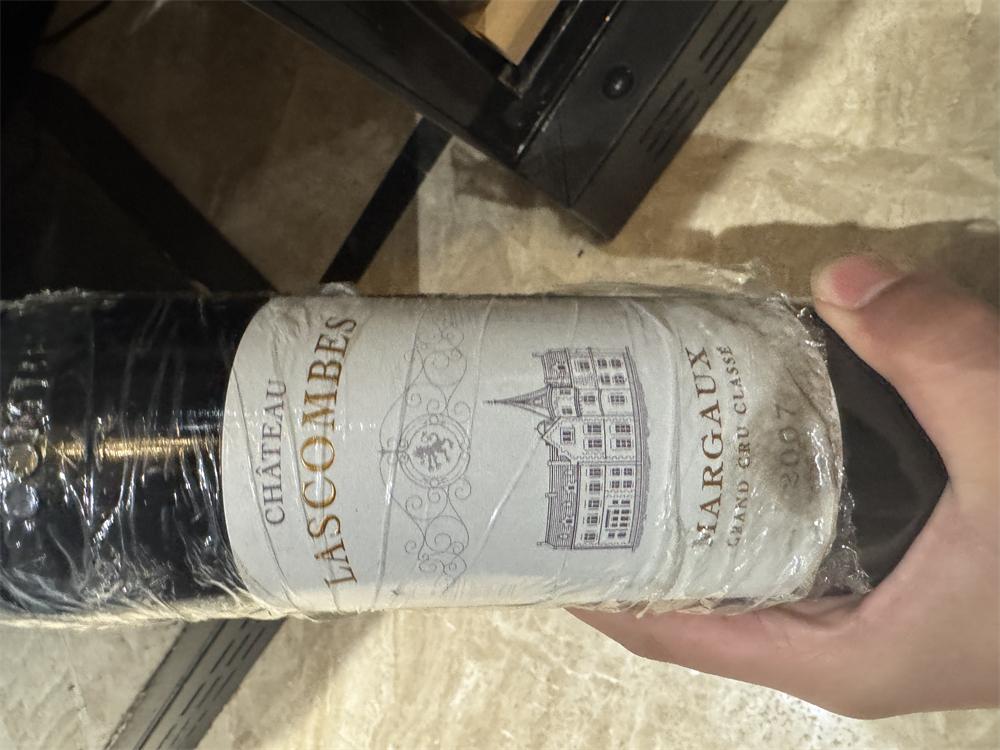 CHÂTEAU
LASCOMBES
MARGAUX
GRAND CRU CLASSÉ
2007